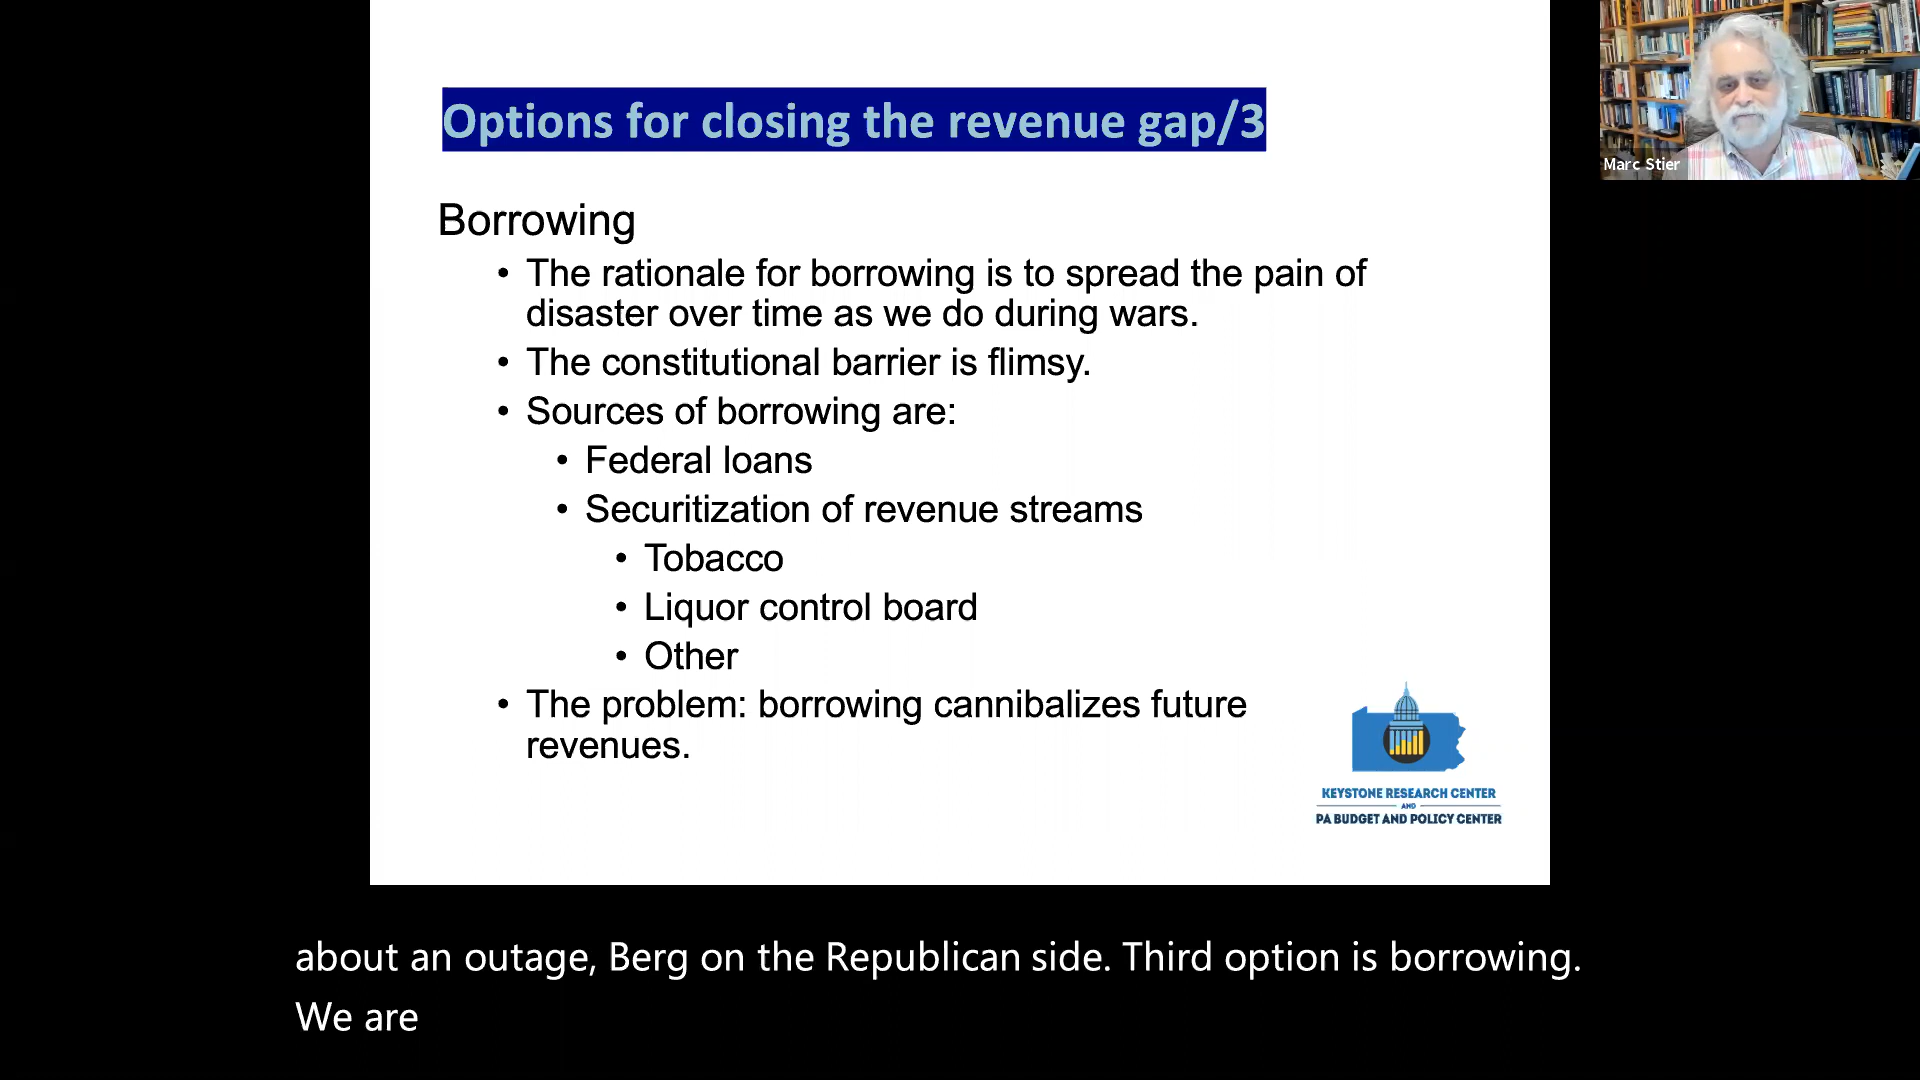 Options for closing the revenue gap/3
Marc Stier
Borrowing
• The rationale for borrowing is to spread the pain of
disaster over time as we do during wars.
• The constitutional barrier is flimsy.
• Sources of borrowing are:
• Federal loans
• Securitization of revenue streams
• Tobacco
• Liquor control board
• Other
• The problem: borrowing cannibalizes future
revenues.
KEYSTONE RESEARCH CENTER
AND
PA BUDGET AND POLICY CENTER
about an outage, Berg on the Republican side. Third option is borrowing.
We are